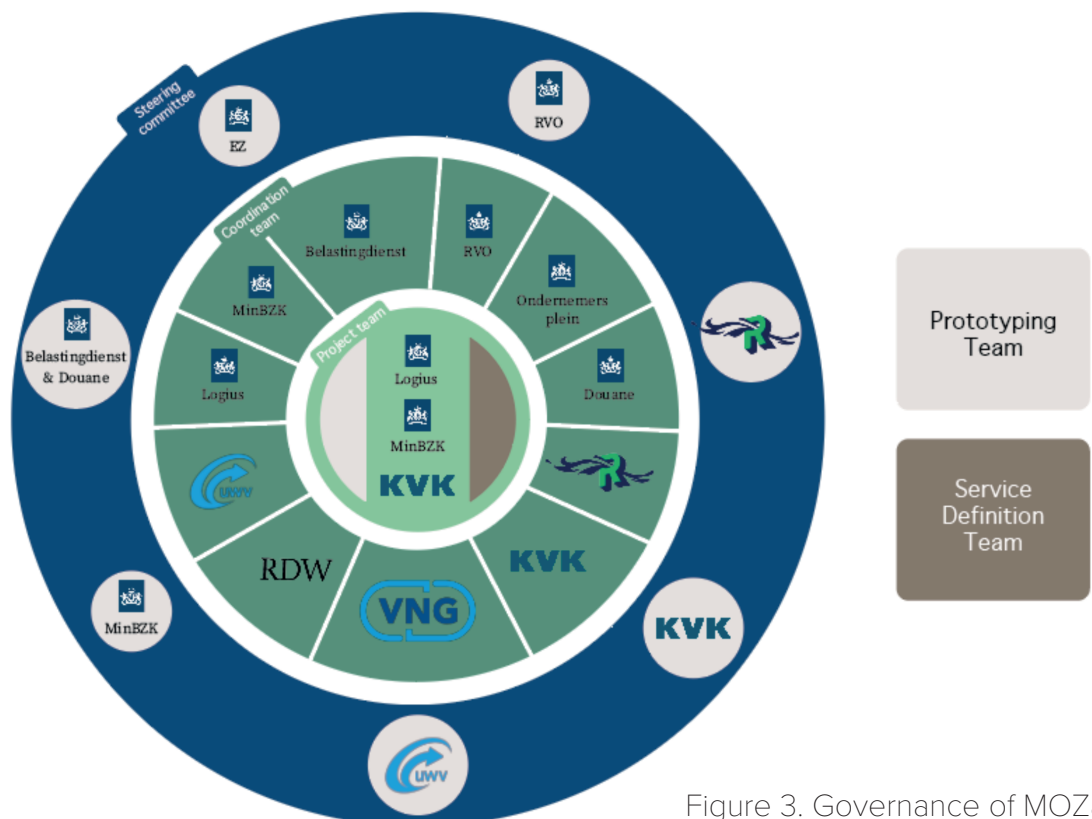 Steering
committee
EZ
RVO
R
KVK
UWV
MinBZK
Belastingdienst
& Douane
Coordination
team
Belastingdienst
RVO
Ondernemers
plein
Douane
R
KVK
VNG
RDW
UWV
Logius
MinBZK
Project team
Logius
MinBZK
KVK
Prototyping
Team
Service
Definition
Team
Figure 3. Governance of MOZ